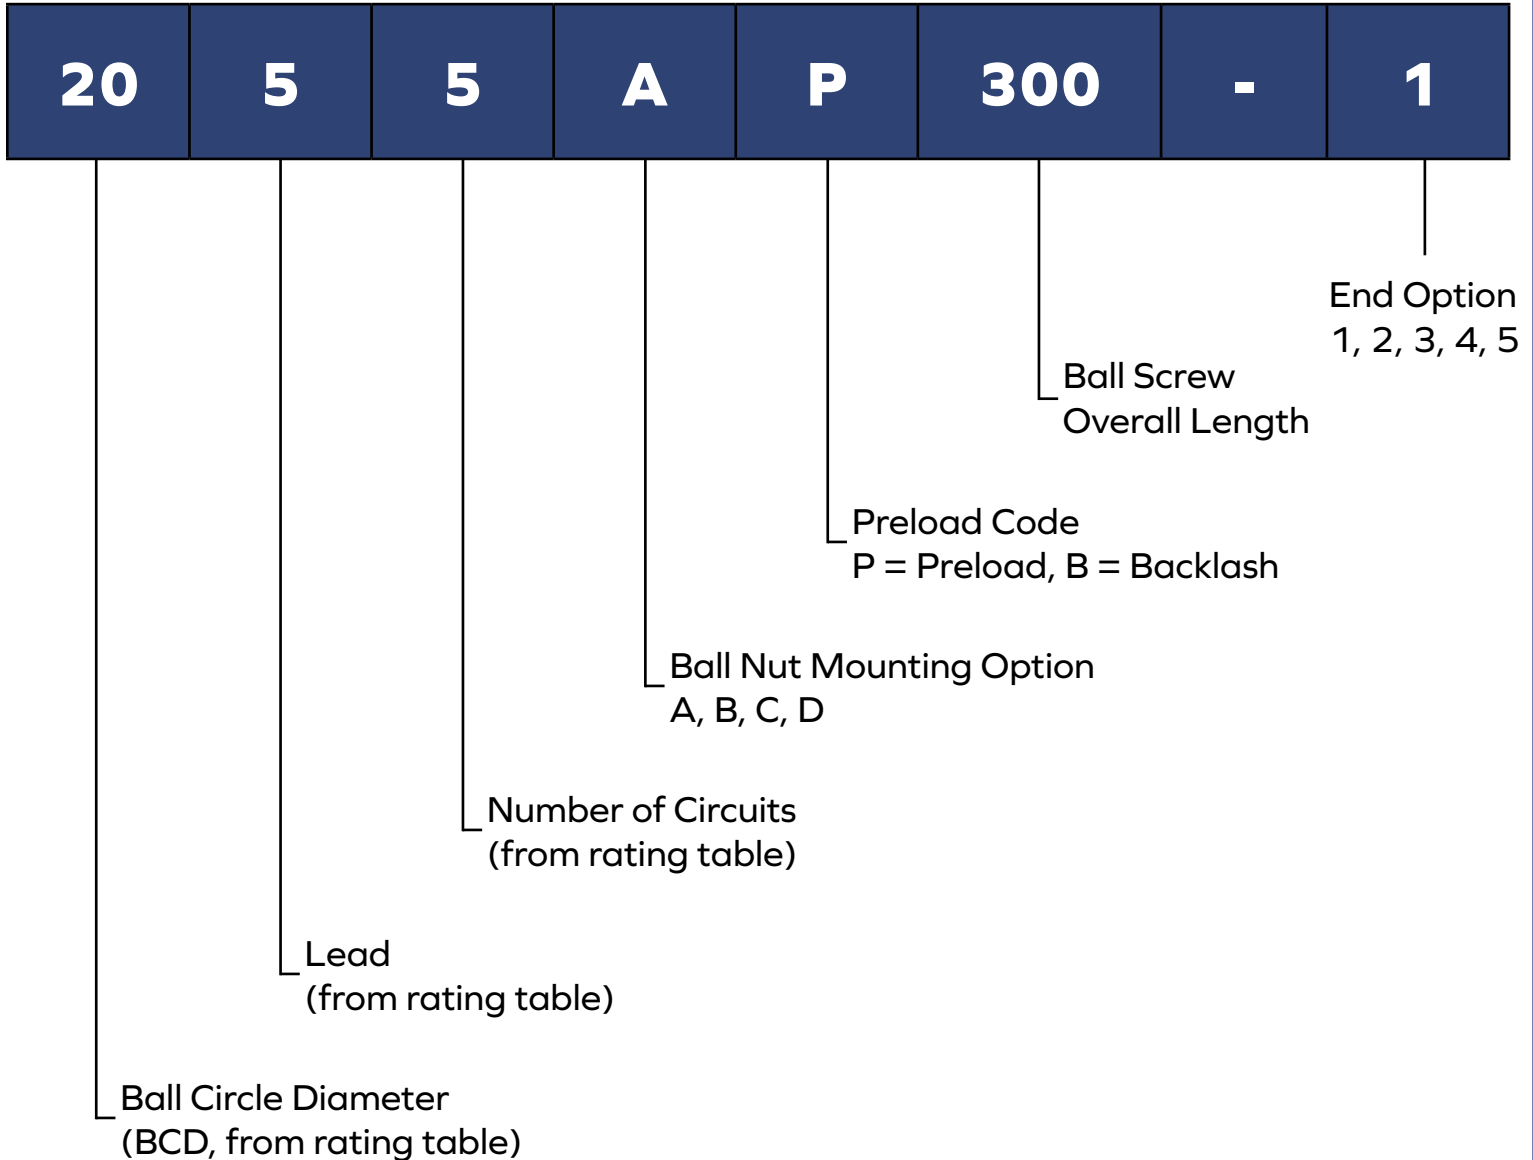 20 5 5 A P 300 - 1
End Option
1, 2, 3, 4, 5
Ball Screw
Overall Length
Preload Code
P = Preload, B = Backlash
Ball Nut Mounting Option
A, B, C, D
Number of Circuits
(from rating table)
Lead
(from rating table)
Ball Circle Diameter
(BCD, from rating table)